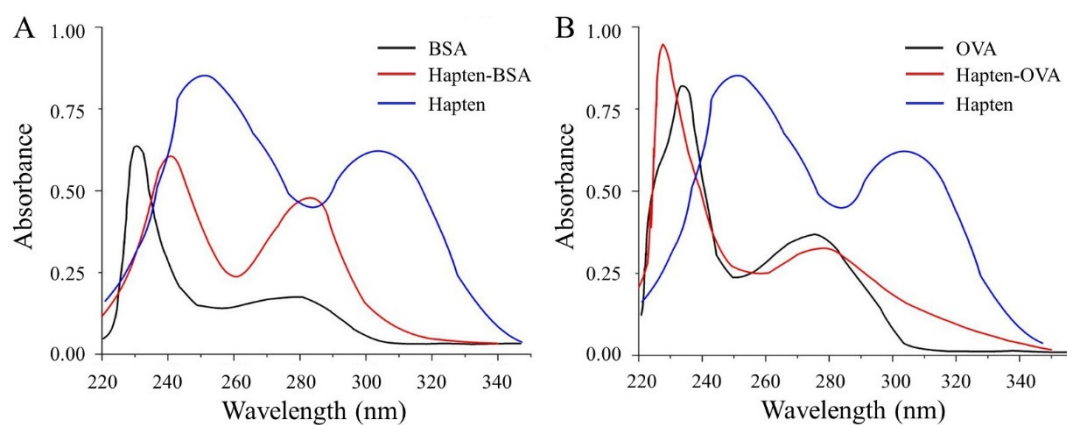 A
1.00
0.75
0.50
0.25
0.00
Absorbance
BSA
Hapten-BSA
Hapten
220 240 260 280 300 320 340
Wavelength (nm)
B
1.00
0.75
0.50
0.25
0.00
Absorbance
OVA
Hapten-OVA
Hapten
220 240 260 280 300 320 340
Wavelength (nm)